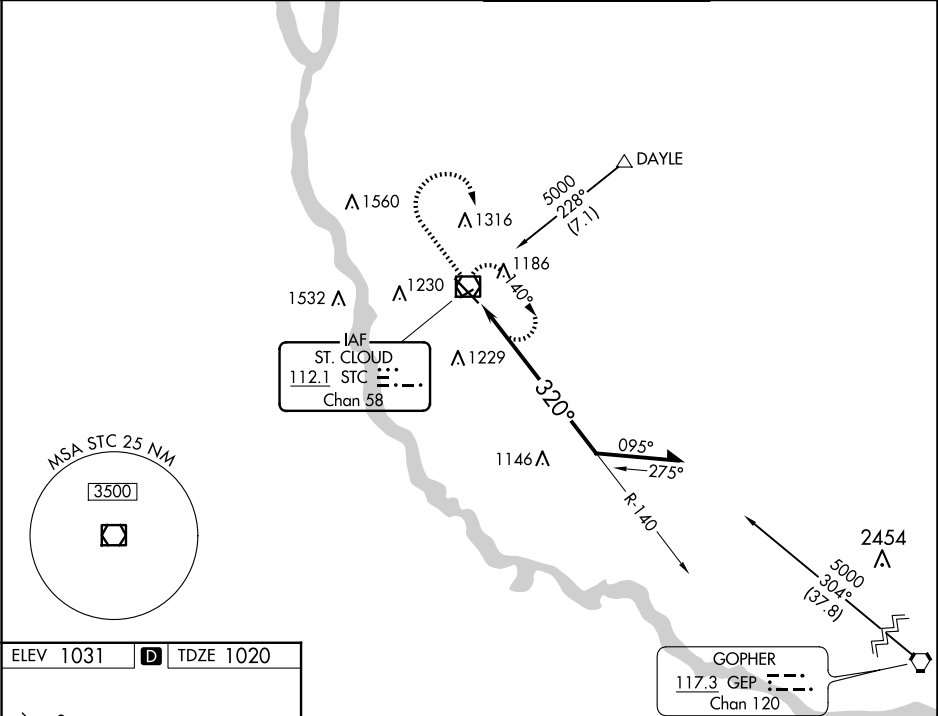 DAYLE
5000
228°
(7.1)
1560
1316
1186
140°
1230
1532
IAF
ST. CLOUD
112.1 STC
Chan 58
1229
320°
095°
275°
1146
R-140
MSA STC 25 NM
3500
2454
5000
304°
(37.8)
GOPHER
117.3 GEP
Chan 120
ELEV 1031 D TDZE 1020